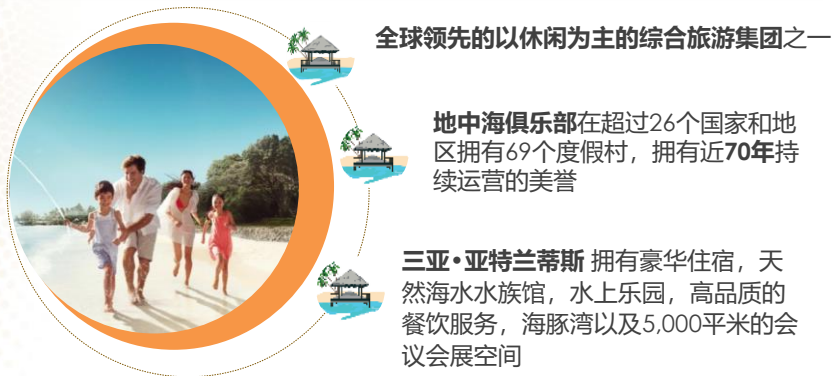 全球领先的以休闲为主的综合旅游集团之一
地中海俱乐部在超过26个国家和地
区拥有69个度假村，拥有近70年持
续运营的美誉
三亚•亚特兰蒂斯 拥有豪华住宿，天
然海水水族馆，水上乐园，高品质的
餐饮服务，海豚湾以及5,000平米的会
议会展空间